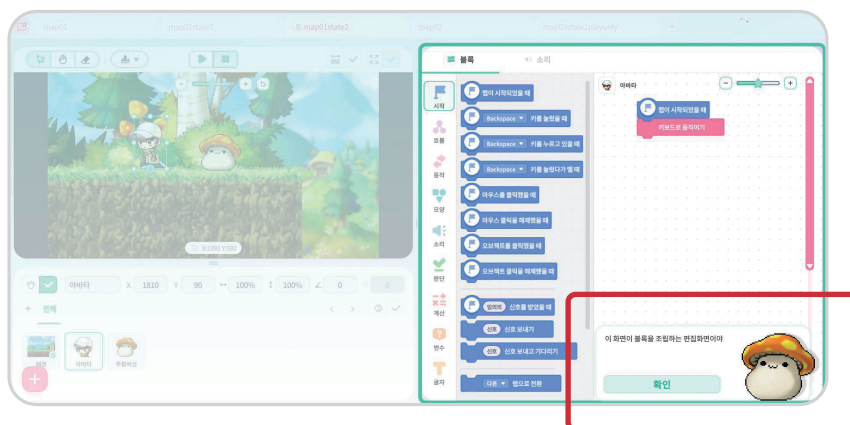 map01
map01state1
map01state2
map02
map02state1playonly
블록
소리
시작
흐름
동작
모양
소리
판단
계산
변수
글자
맵이 시작되었을 때
Backspace 키를 눌렀을 때
Backspace 키를 누르고 있을 때
Backspace 키를 눌렀다가 뗄 때
마우스를 클릭했을 때
마우스 클릭을 해제했을 때
오브젝트를 클릭했을 때
오브젝트 클릭을 해제했을 때
신호를 받았을 때
신호 신호 보내기
신호 신호 보내고 기다리기
다른 맵으로 전환
아바타
맵이 시작되었을 때
키보드로 움직이기
아바타 X 1810 Y 90 100% 100% 0 0
전체
배경
아바타
주황버섯
이 화면이 블록을 조립하는 편집화면이야
확인